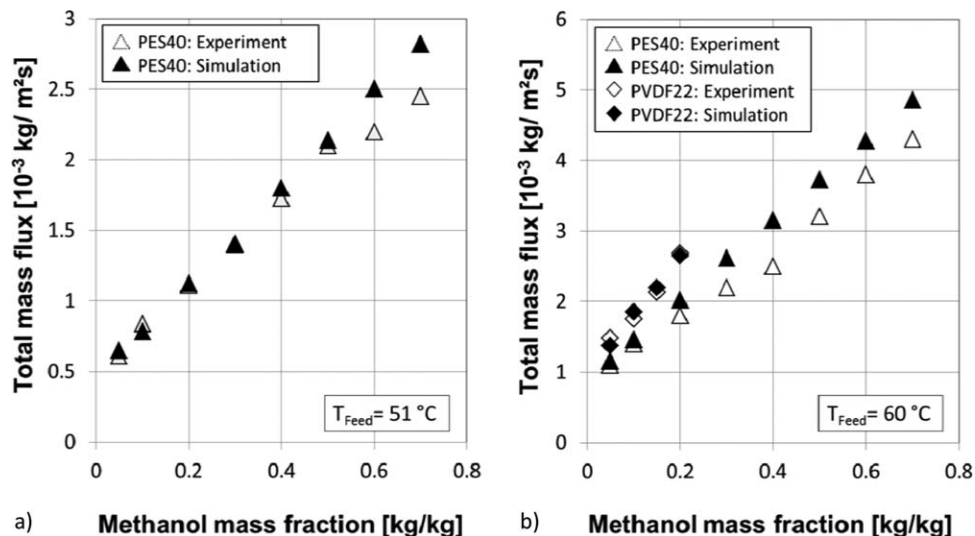 3
2.5
2
1.5
1
0.5
0
Total mass flux [10⁻³ kg/ m²s]
PES40: Experiment
PES40: Simulation
T_Feed= 51 °C
0 0.2 0.4 0.6 0.8
a) Methanol mass fraction [kg/kg]
6
5
4
3
2
1
0
Total mass flux [10⁻³ kg/ m²s]
PES40: Experiment
PES40: Simulation
PVDF22: Experiment
PVDF22: Simulation
T_Feed= 60 °C
0 0.2 0.4 0.6 0.8
b) Methanol mass fraction [kg/kg]